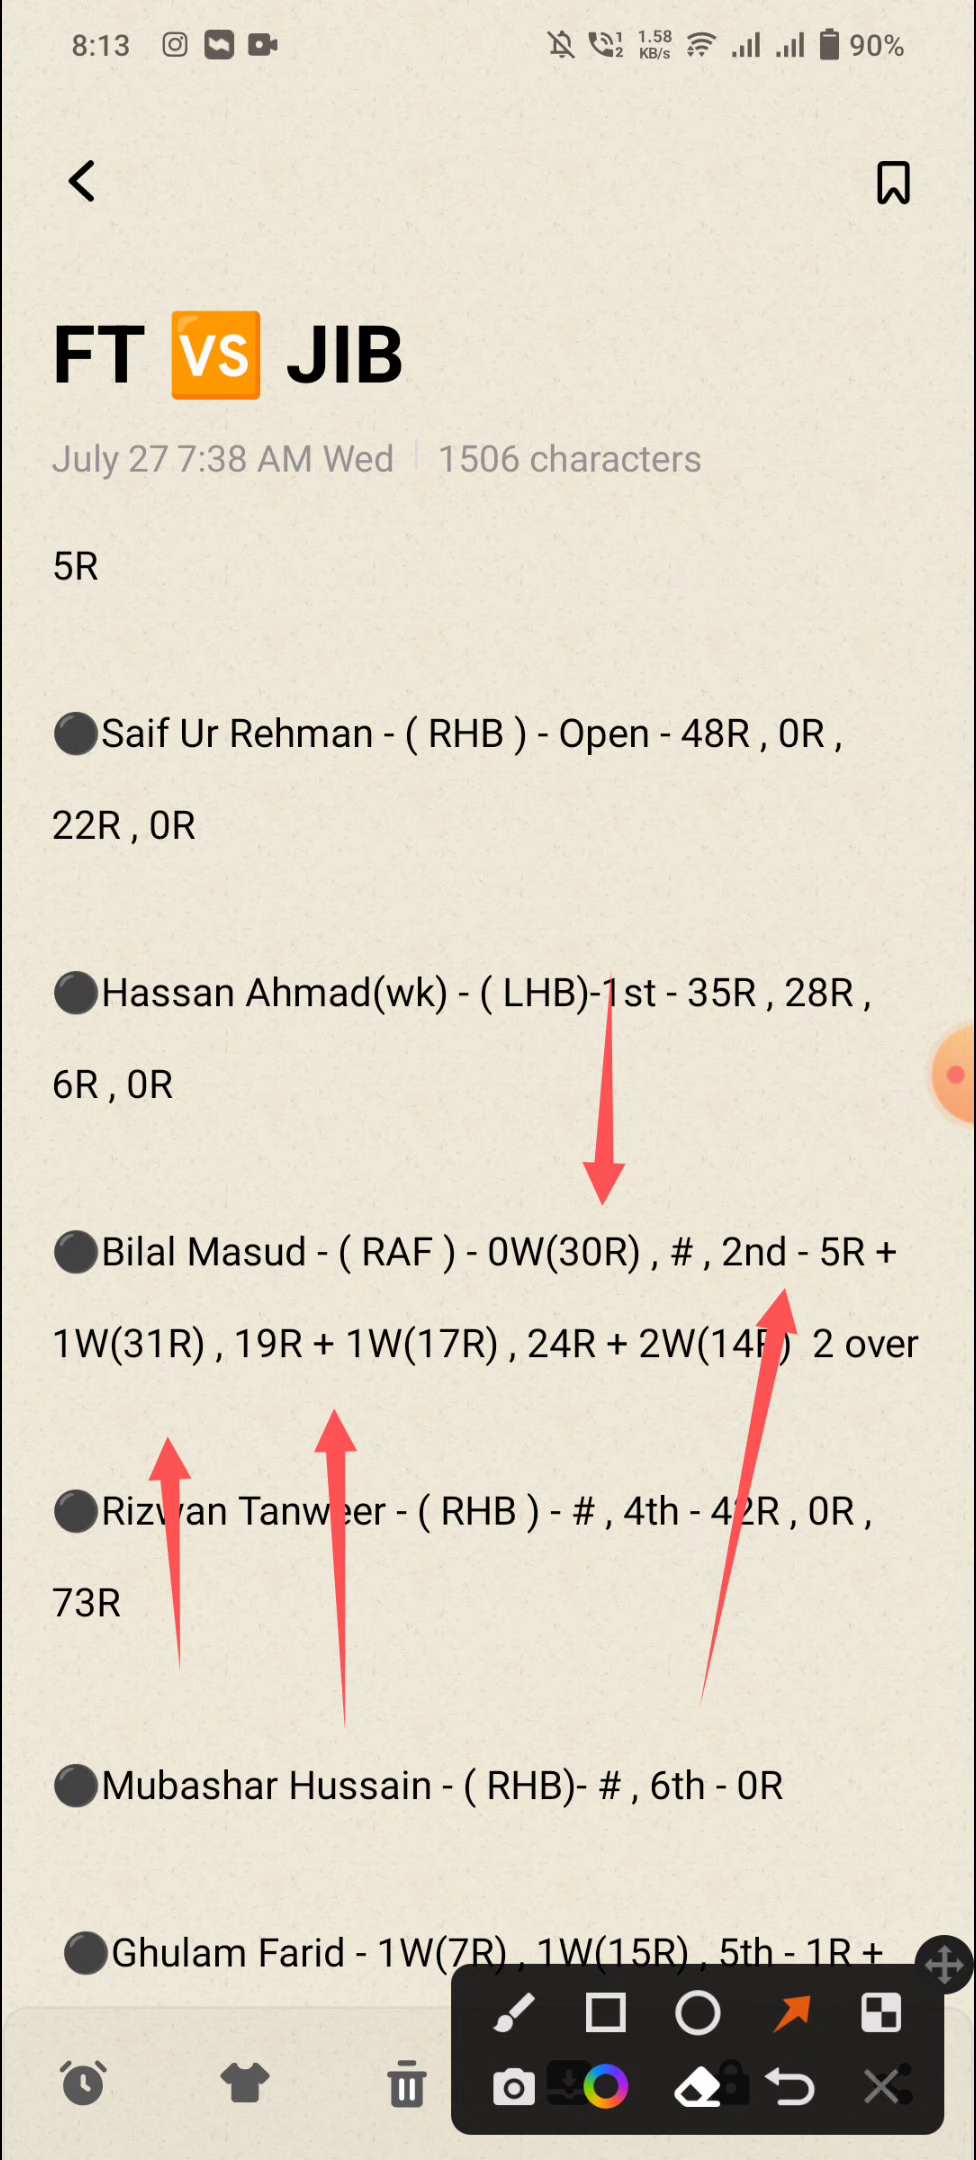 8:13 1.58 KB/s 90%
FT VS JIB
July 27 7:38 AM Wed 1506 characters
5R
Saif Ur Rehman - ( RHB ) - Open - 48R , 0R ,
22R , 0R
Hassan Ahmad(wk) - ( LHB)-1st - 35R , 28R ,
6R , 0R
Bilal Masud - ( RAF ) - 0W(30R) , # , 2nd - 5R +
1W(31R) , 19R + 1W(17R) , 24R + 2W(14R) 2 over
Rizwan Tanweer - ( RHB ) - # , 4th - 42R , 0R ,
73R
Mubashar Hussain - ( RHB)- # , 6th - 0R
Ghulam Farid - 1W(7R) , 1W(15R) , 5th - 1R +